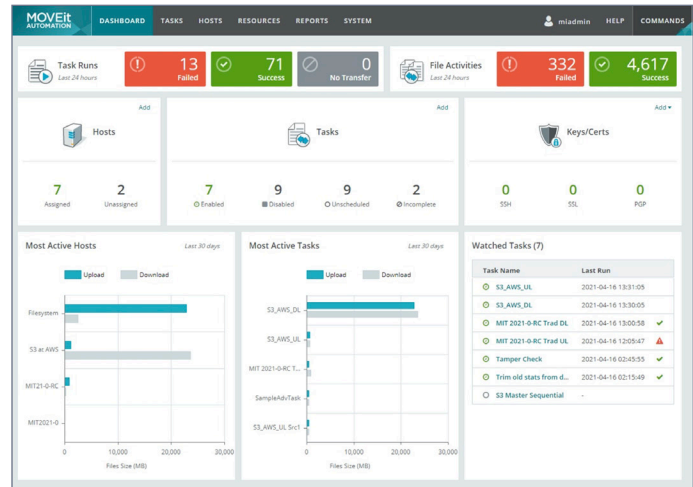 MOVEit AUTOMATION
DASHBOARD TASKS HOSTS RESOURCES REPORTS SYSTEM miadmin HELP COMMANDS
Task Runs
Last 24 hours
13 Failed
71 Success
0 No Transfer
File Activities
Last 24 hours
332 Failed
4,617 Success
Add
Hosts
7 Assigned
2 Unassigned
Add
Tasks
7 Enabled
9 Disabled
9 Unscheduled
2 Incomplete
Add
Keys/Certs
0 SSH
0 SSL
0 PGP
Most Active Hosts Last 30 days
Upload Download
Filesystem
S3 at AWS
MIT21-0-RC
MIT2021-0
0 10,000 20,000 30,000
Files Size (MB)
Most Active Tasks Last 30 days
Upload Download
S3_AWS_DL
S3_AWS_UL
MIT 2021-0-RC T...
SampleAdvTask
S3_AWS_UL Src1
0 10,000 20,000 30,000
Files Size (MB)
Watched Tasks (7)
Task Name Last Run
S3_AWS_UL 2021-04-16 13:31:05
S3_AWS_DL 2021-04-16 13:30:05
MIT 2021-0-RC Trad DL 2021-04-16 13:00:58
MIT 2021-0-RC Trad UL 2021-04-16 12:05:47
Tamper Check 2021-04-16 02:45:55
Trim old stats from d... 2021-04-16 02:15:49
S3 Master Sequential -